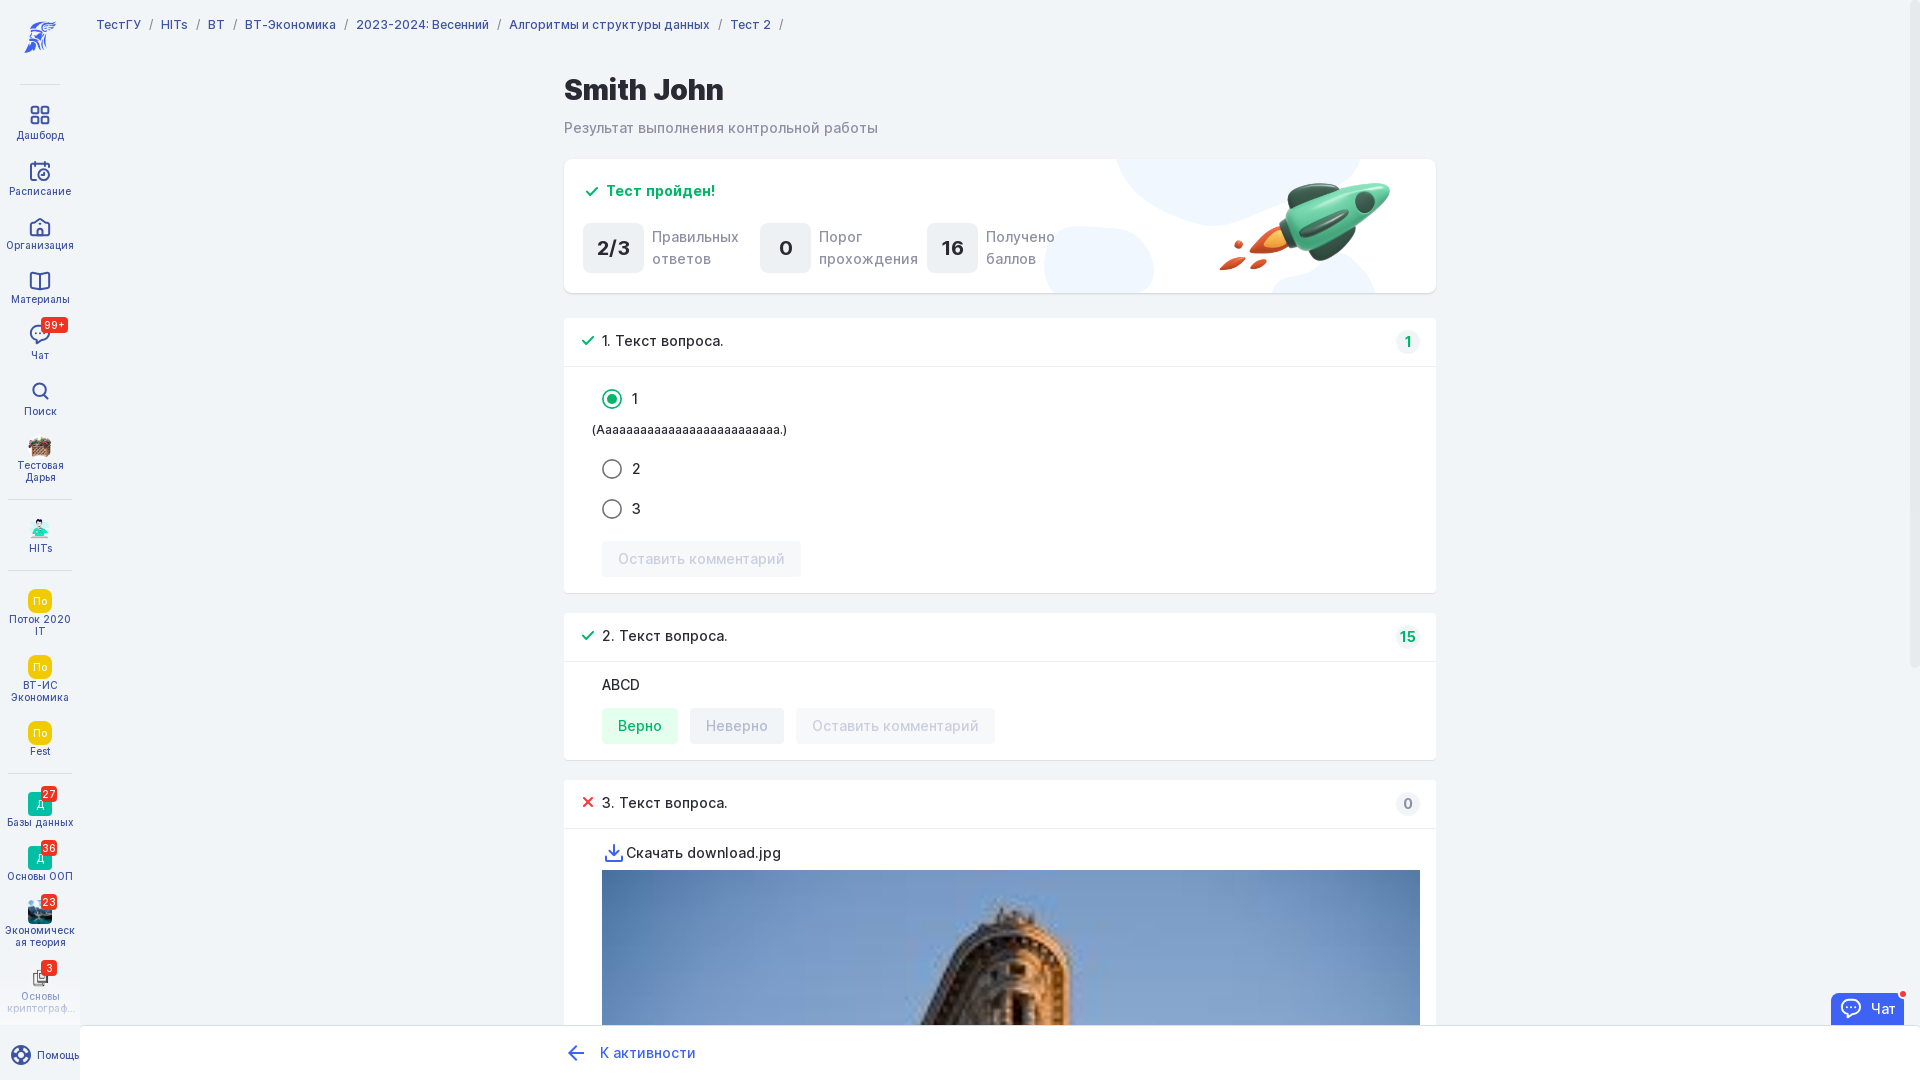 ТестГУ / HITs / ВТ / ВТ-Экономика / 2023-2024: Весенний / Алгоритмы и структуры данных / Тест 2 /
Дашборд
Расписание
Организация
Материалы
99+
Чат
Поиск
Тестовая
Дарья
HITs
По
Поток 2020
IT
По
ВТ-ИС
Экономика
По
Fest
27
Д
Базы данных
36
Д
Основы ООП
23
Экономическ
ая теория
3
Основы
криптограф...
Помощь
Smith John
Результат выполнения контрольной работы
Тест пройден!
2/3 Правильных ответов
0 Порог прохождения
16 Получено баллов
1. Текст вопроса. 1
1
(Аааааааааааааааааааааааааа.)
2
3
Оставить комментарий
2. Текст вопроса. 15
ABCD
Верно Неверно Оставить комментарий
3. Текст вопроса. 0
Скачать download.jpg
Чат
К активности